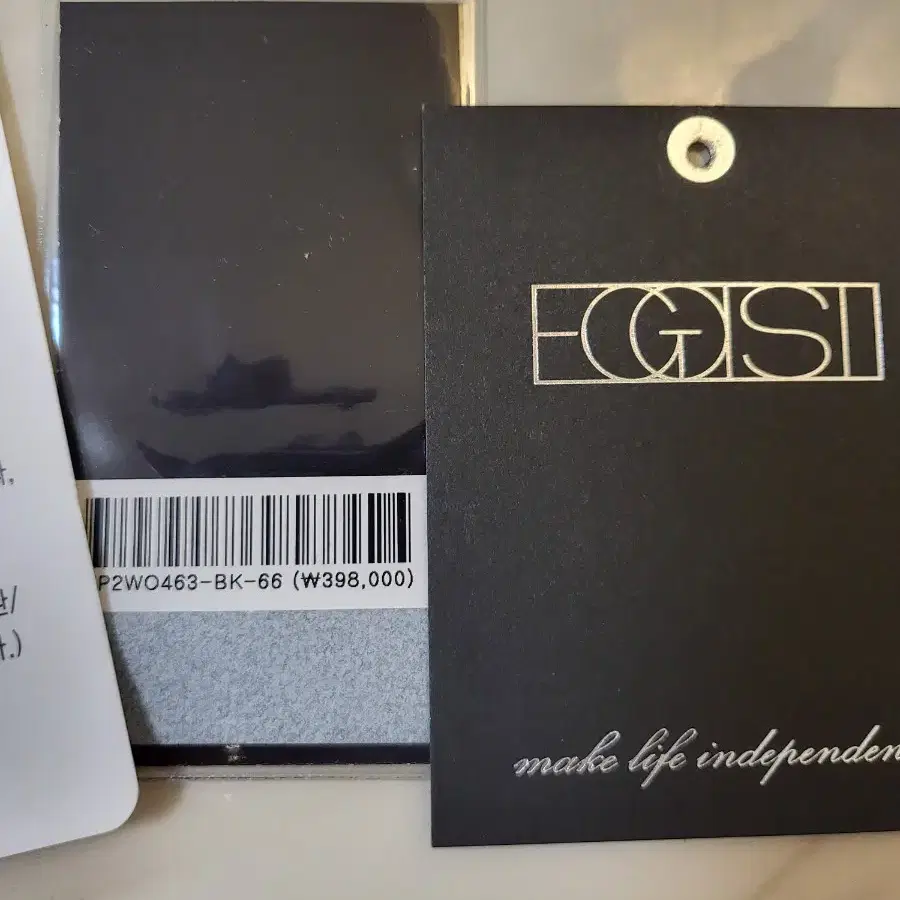 EGOIST
P2WO463-BK-66 (₩398,000)
make life independen